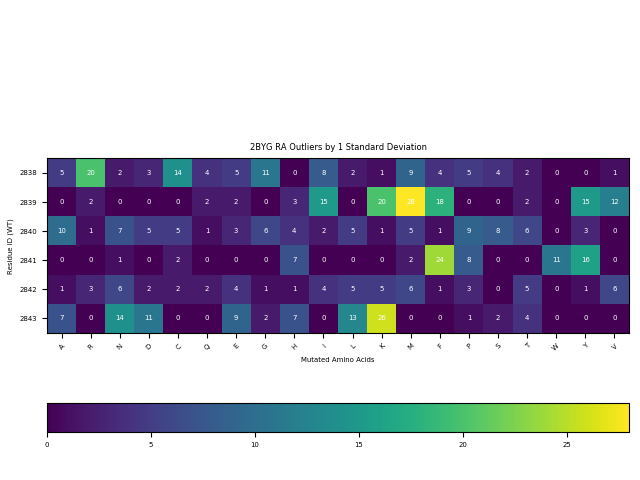 2BYG RA Outliers by 1 Standard Deviation
2838 5 20 2 3 14 4 5 11 0 8 2 1 9 4 5 4 2 0 0 1
2839 0 2 0 0 0 2 2 0 3 15 0 20 28 18 0 0 2 0 15 12
2840 10 1 7 5 5 1 3 6 4 2 5 1 5 1 9 8 6 0 3 0
2841 0 0 1 0 2 0 0 0 7 0 0 0 2 24 8 0 0 11 16 0
2842 1 3 6 2 2 2 4 1 1 4 5 5 6 1 3 0 5 0 1 6
2843 7 0 14 11 0 0 9 2 7 0 13 26 0 0 1 2 4 0 0 0
Residue ID (WT)
A R N D C Q E G H I L K M F P S T W Y V
Mutated Amino Acids
0 5 10 15 20 25